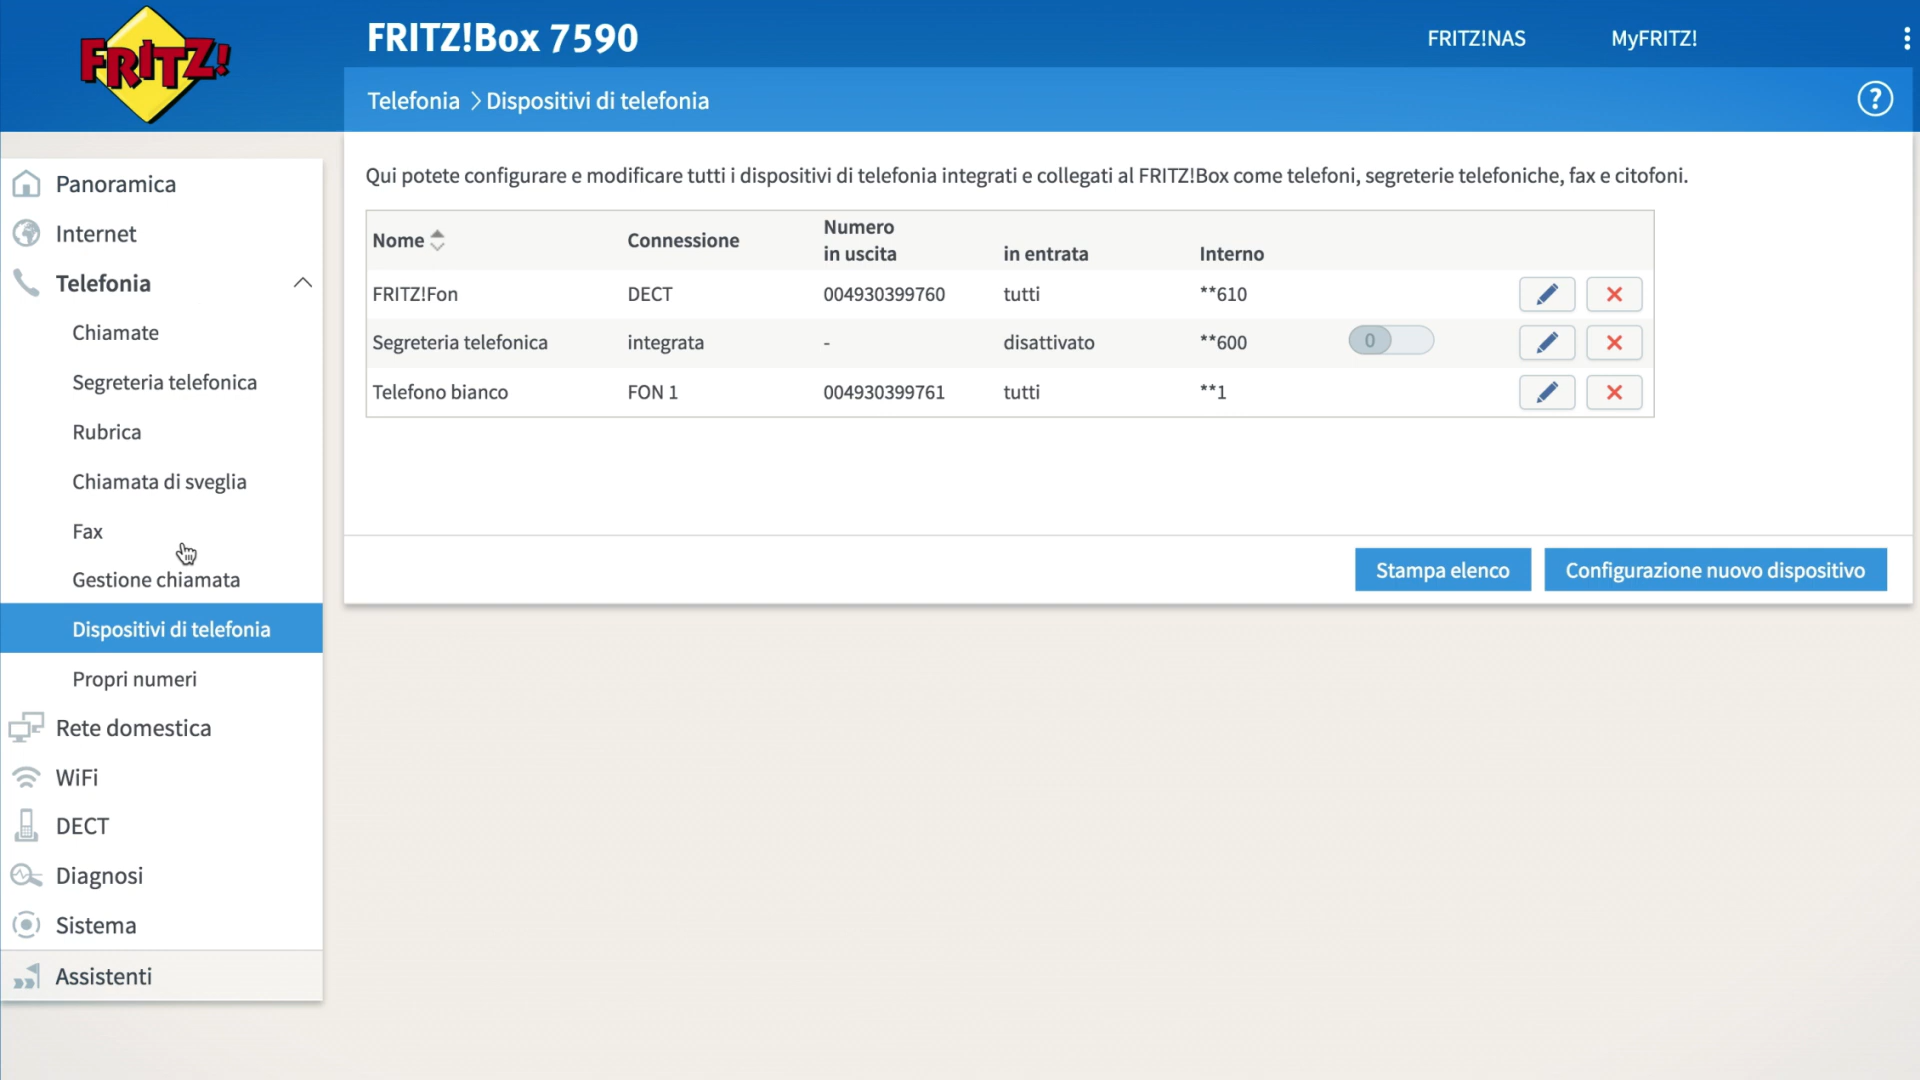 FRITZ!
FRITZ!Box 7590
FRITZ!NAS
MyFRITZ!
Telefonia > Dispositivi di telefonia
?
Panoramica
Internet
Telefonia
Chiamate
Segreteria telefonica
Rubrica
Chiamata di sveglia
Fax
Gestione chiamata
Dispositivi di telefonia
Propri numeri
Rete domestica
WiFi
DECT
Diagnosi
Sistema
Assistenti
Qui potete configurare e modificare tutti i dispositivi di telefonia integrati e collegati al FRITZ!Box come telefoni, segreterie telefoniche, fax e citofoni.
Nome Connessione Numero in uscita in entrata Interno
FRITZ!Fon DECT 004930399760 tutti **610
Segreteria telefonica integrata - disattivato **600 0
Telefono bianco FON 1 004930399761 tutti **1
Stampa elenco Configurazione nuovo dispositivo